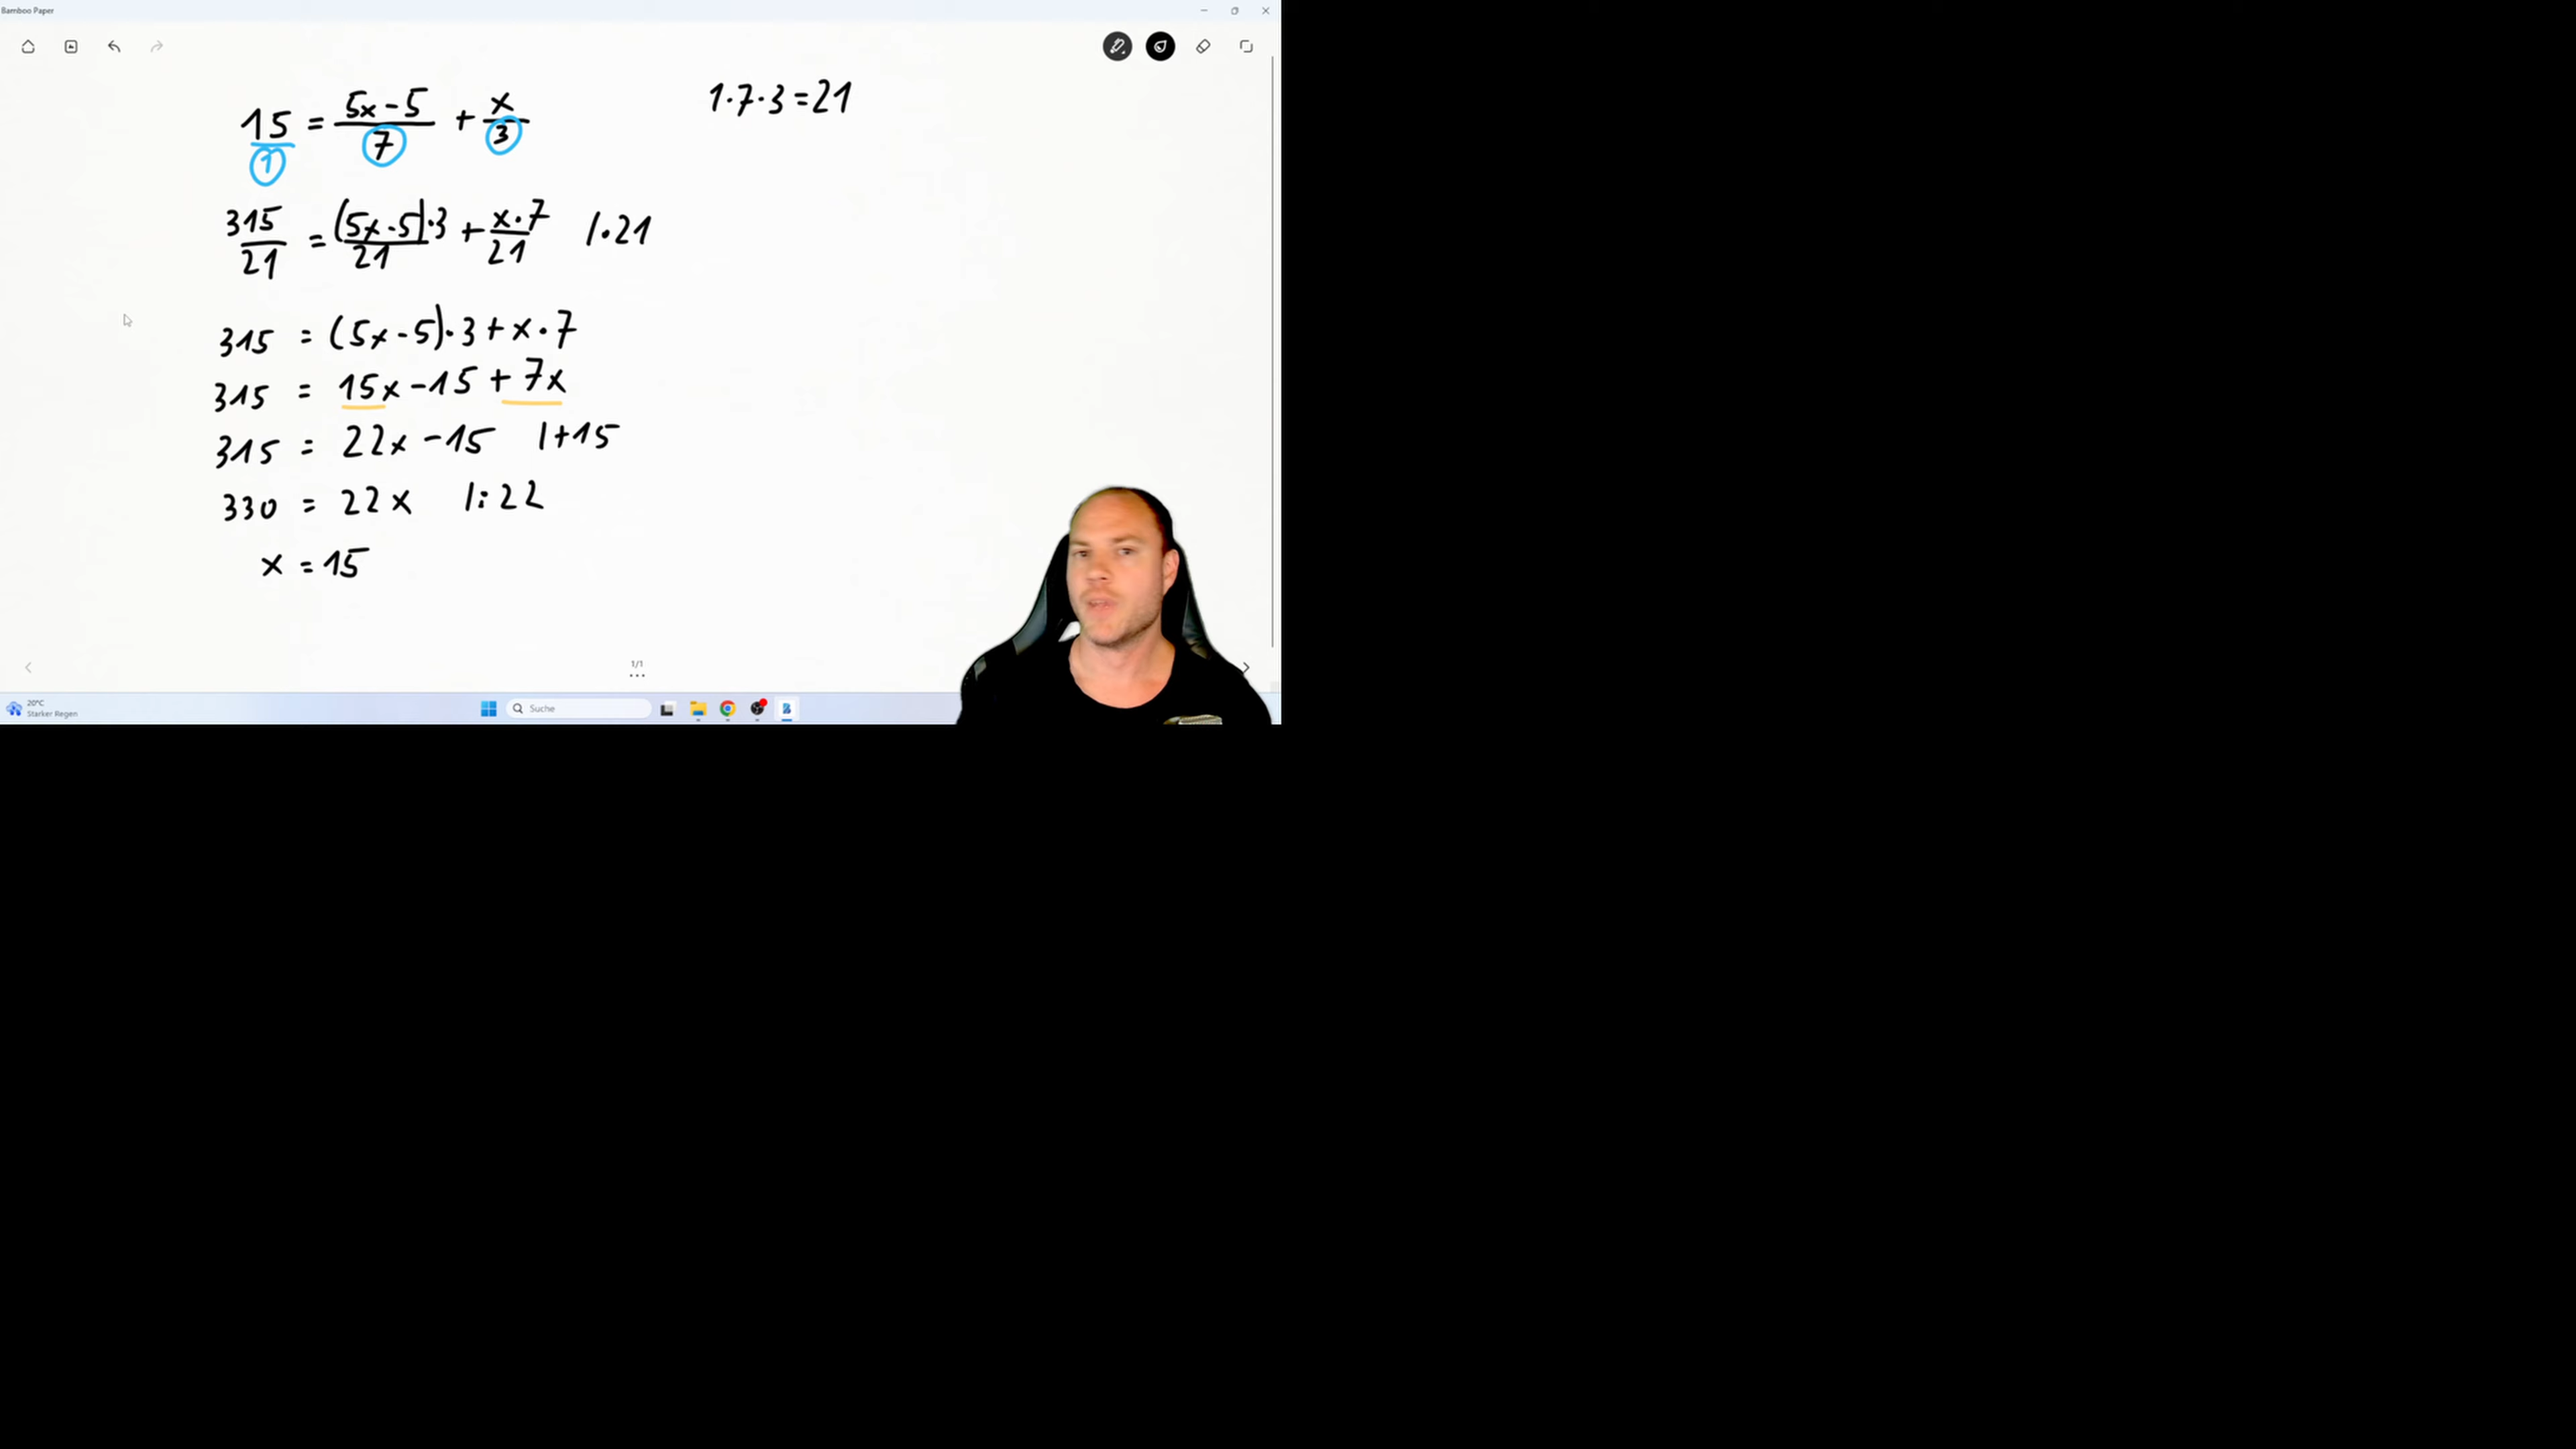 Bamboo Paper
15/1 = (5x-5)/7 + x/3
1·7·3=21
315/21 = (5x-5)·3/21 + x·7/21 |·21
315 = (5x-5)·3+x·7
315 = 15x-15+7x
315 = 22x-15 |+15
330 = 22x |:22
x = 15
1/1
20°C
Starker Regen
Suche